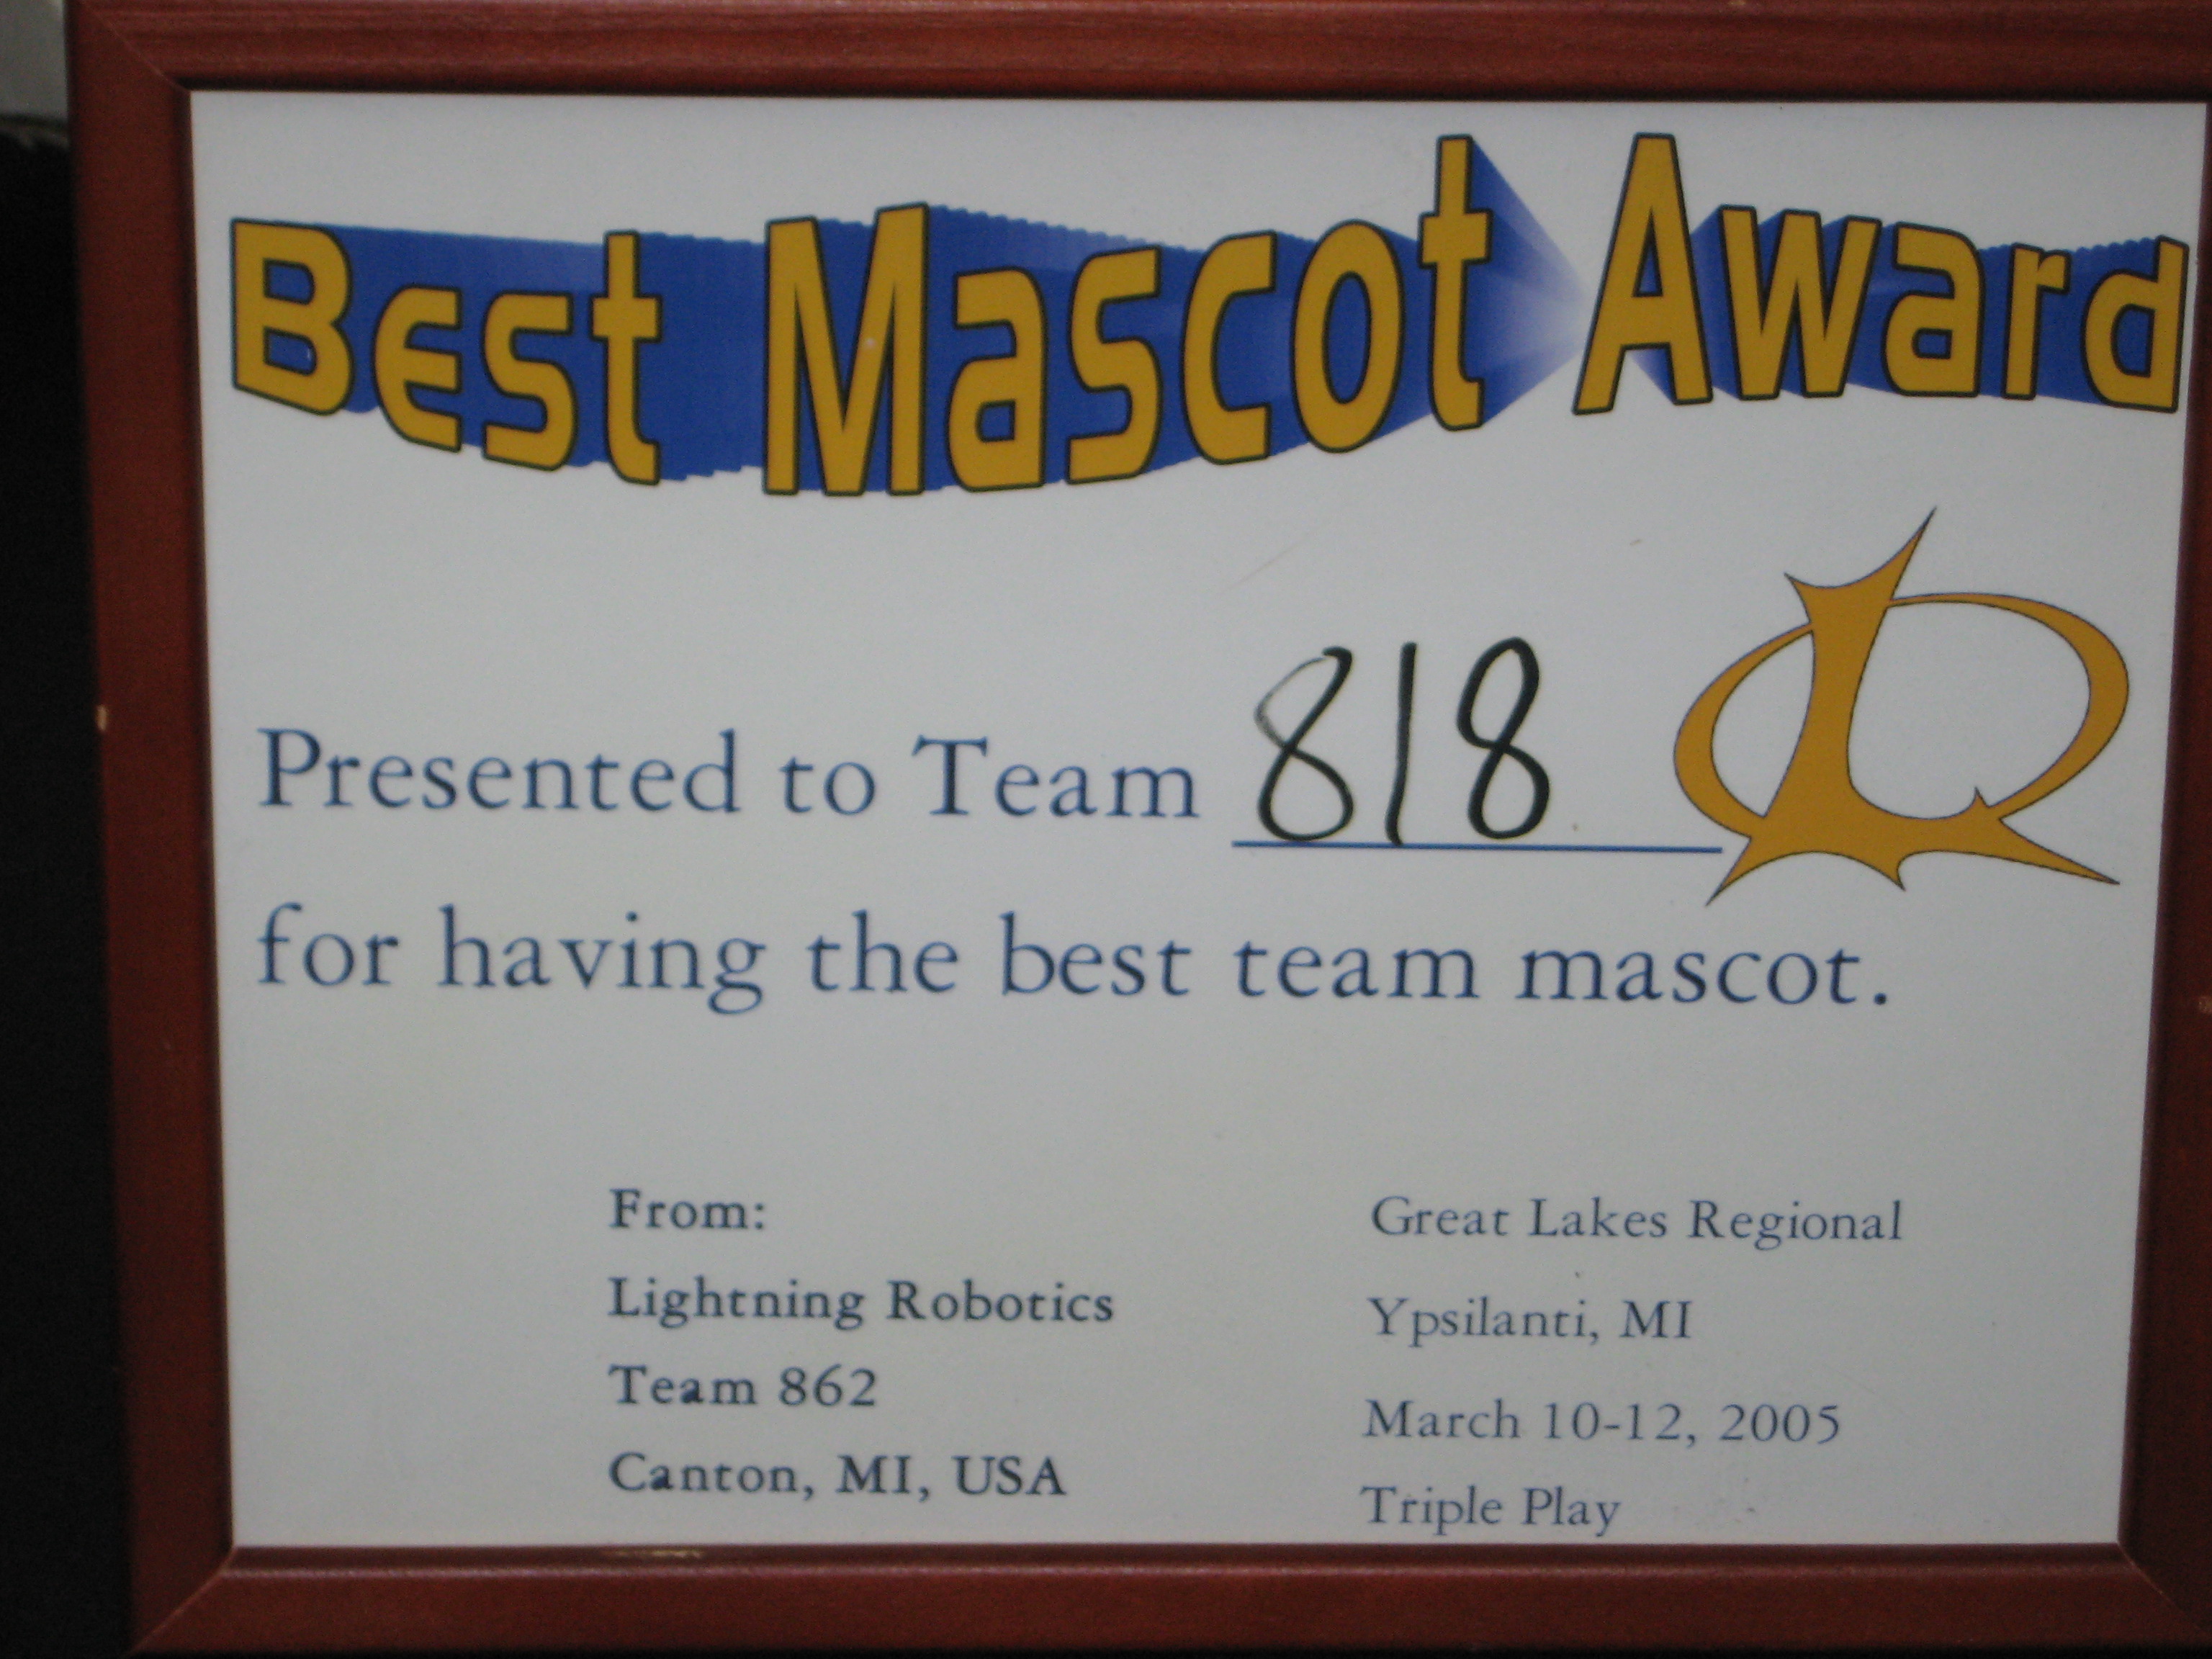 Best Mascot Award
Presented to Team 818
for having the best team mascot.
From:
Lightning Robotics
Team 862
Canton, MI, USA
Great Lakes Regional
Ypsilanti, MI
March 10-12, 2005
Triple Play